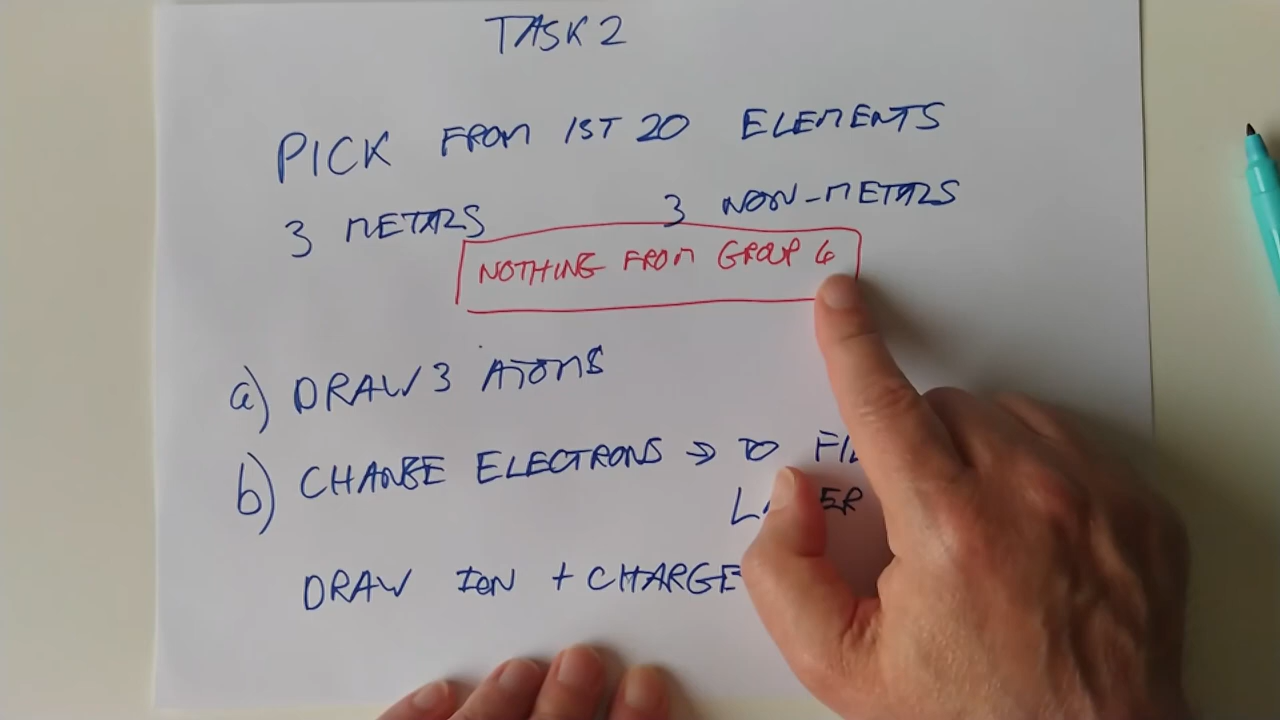 TASK 2
PICK FROM 1ST 20 ELEMENTS
3 METALS 3 NON-METALS
NOTHING FROM GROUP 4
a) DRAW 3 ATOMS
b) CHANGE ELECTRONS → TO
DRAW ION + CHARGE